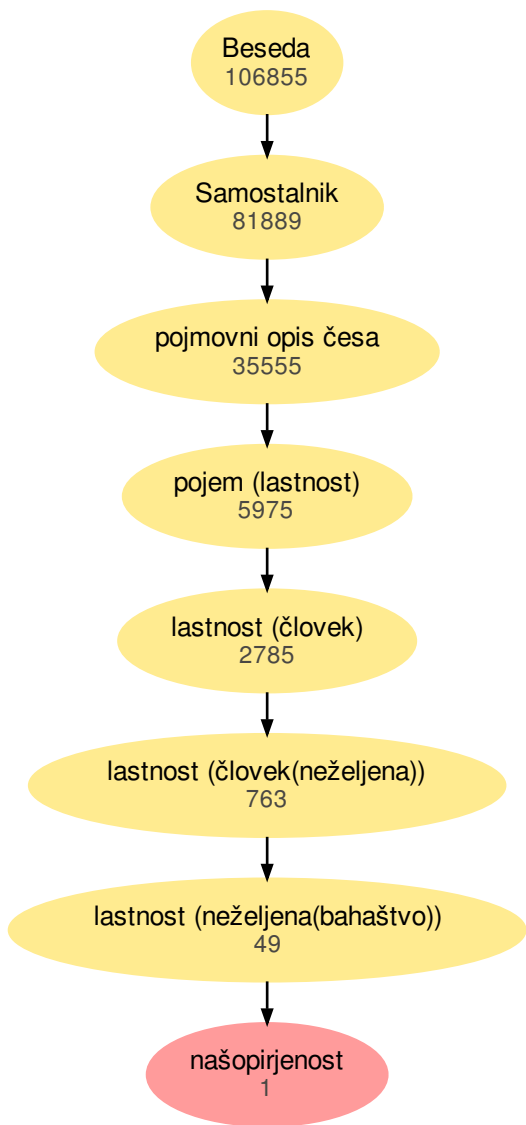 Beseda
106855
Samostalnik
81889
pojmovni opis česa
35555
pojem (lastnost)
5975
lastnost (človek)
2785
lastnost (človek(neželjena))
763
lastnost (neželjena(bahaštvo))
49
našopirjenost
1